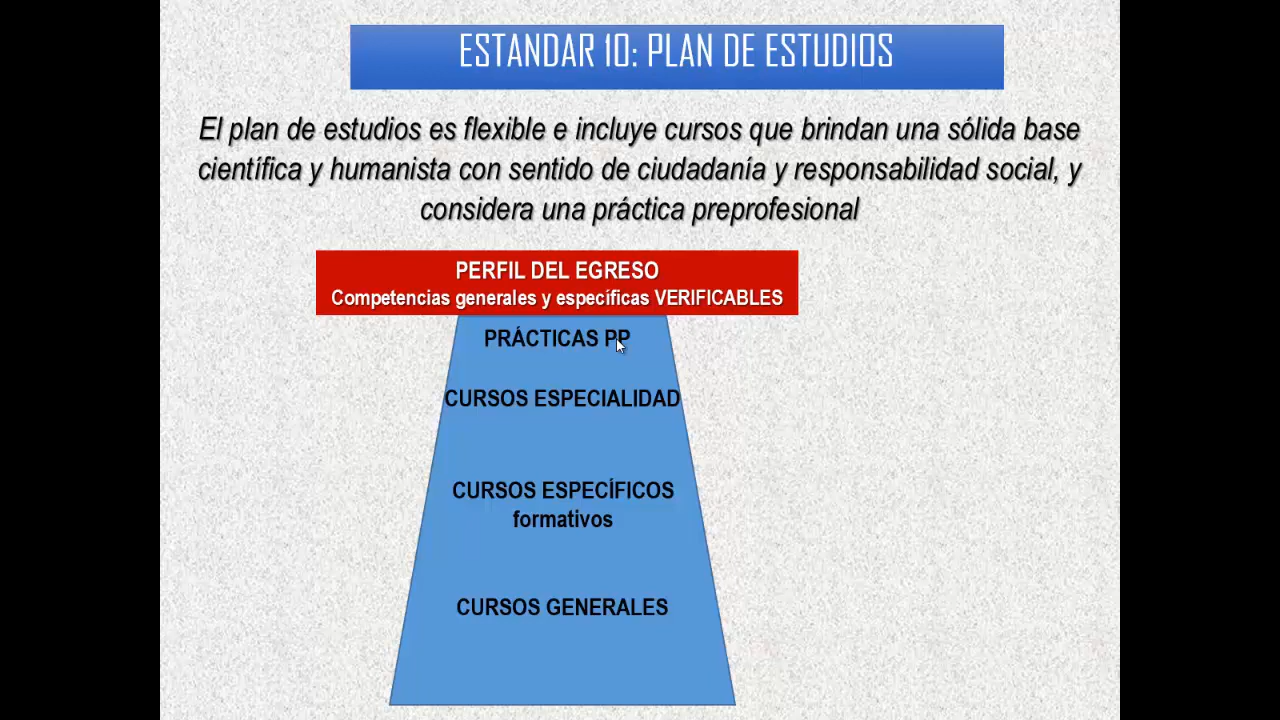 ESTANDAR 10: PLAN DE ESTUDIOS
El plan de estudios es flexible e incluye cursos que brindan una sólida base
científica y humanista con sentido de ciudadanía y responsabilidad social, y
considera una práctica preprofesional
PERFIL DEL EGRESO
Competencias generales y específicas VERIFICABLES
PRÁCTICAS PP
CURSOS ESPECIALIDAD
CURSOS ESPECÍFICOS
formativos
CURSOS GENERALES